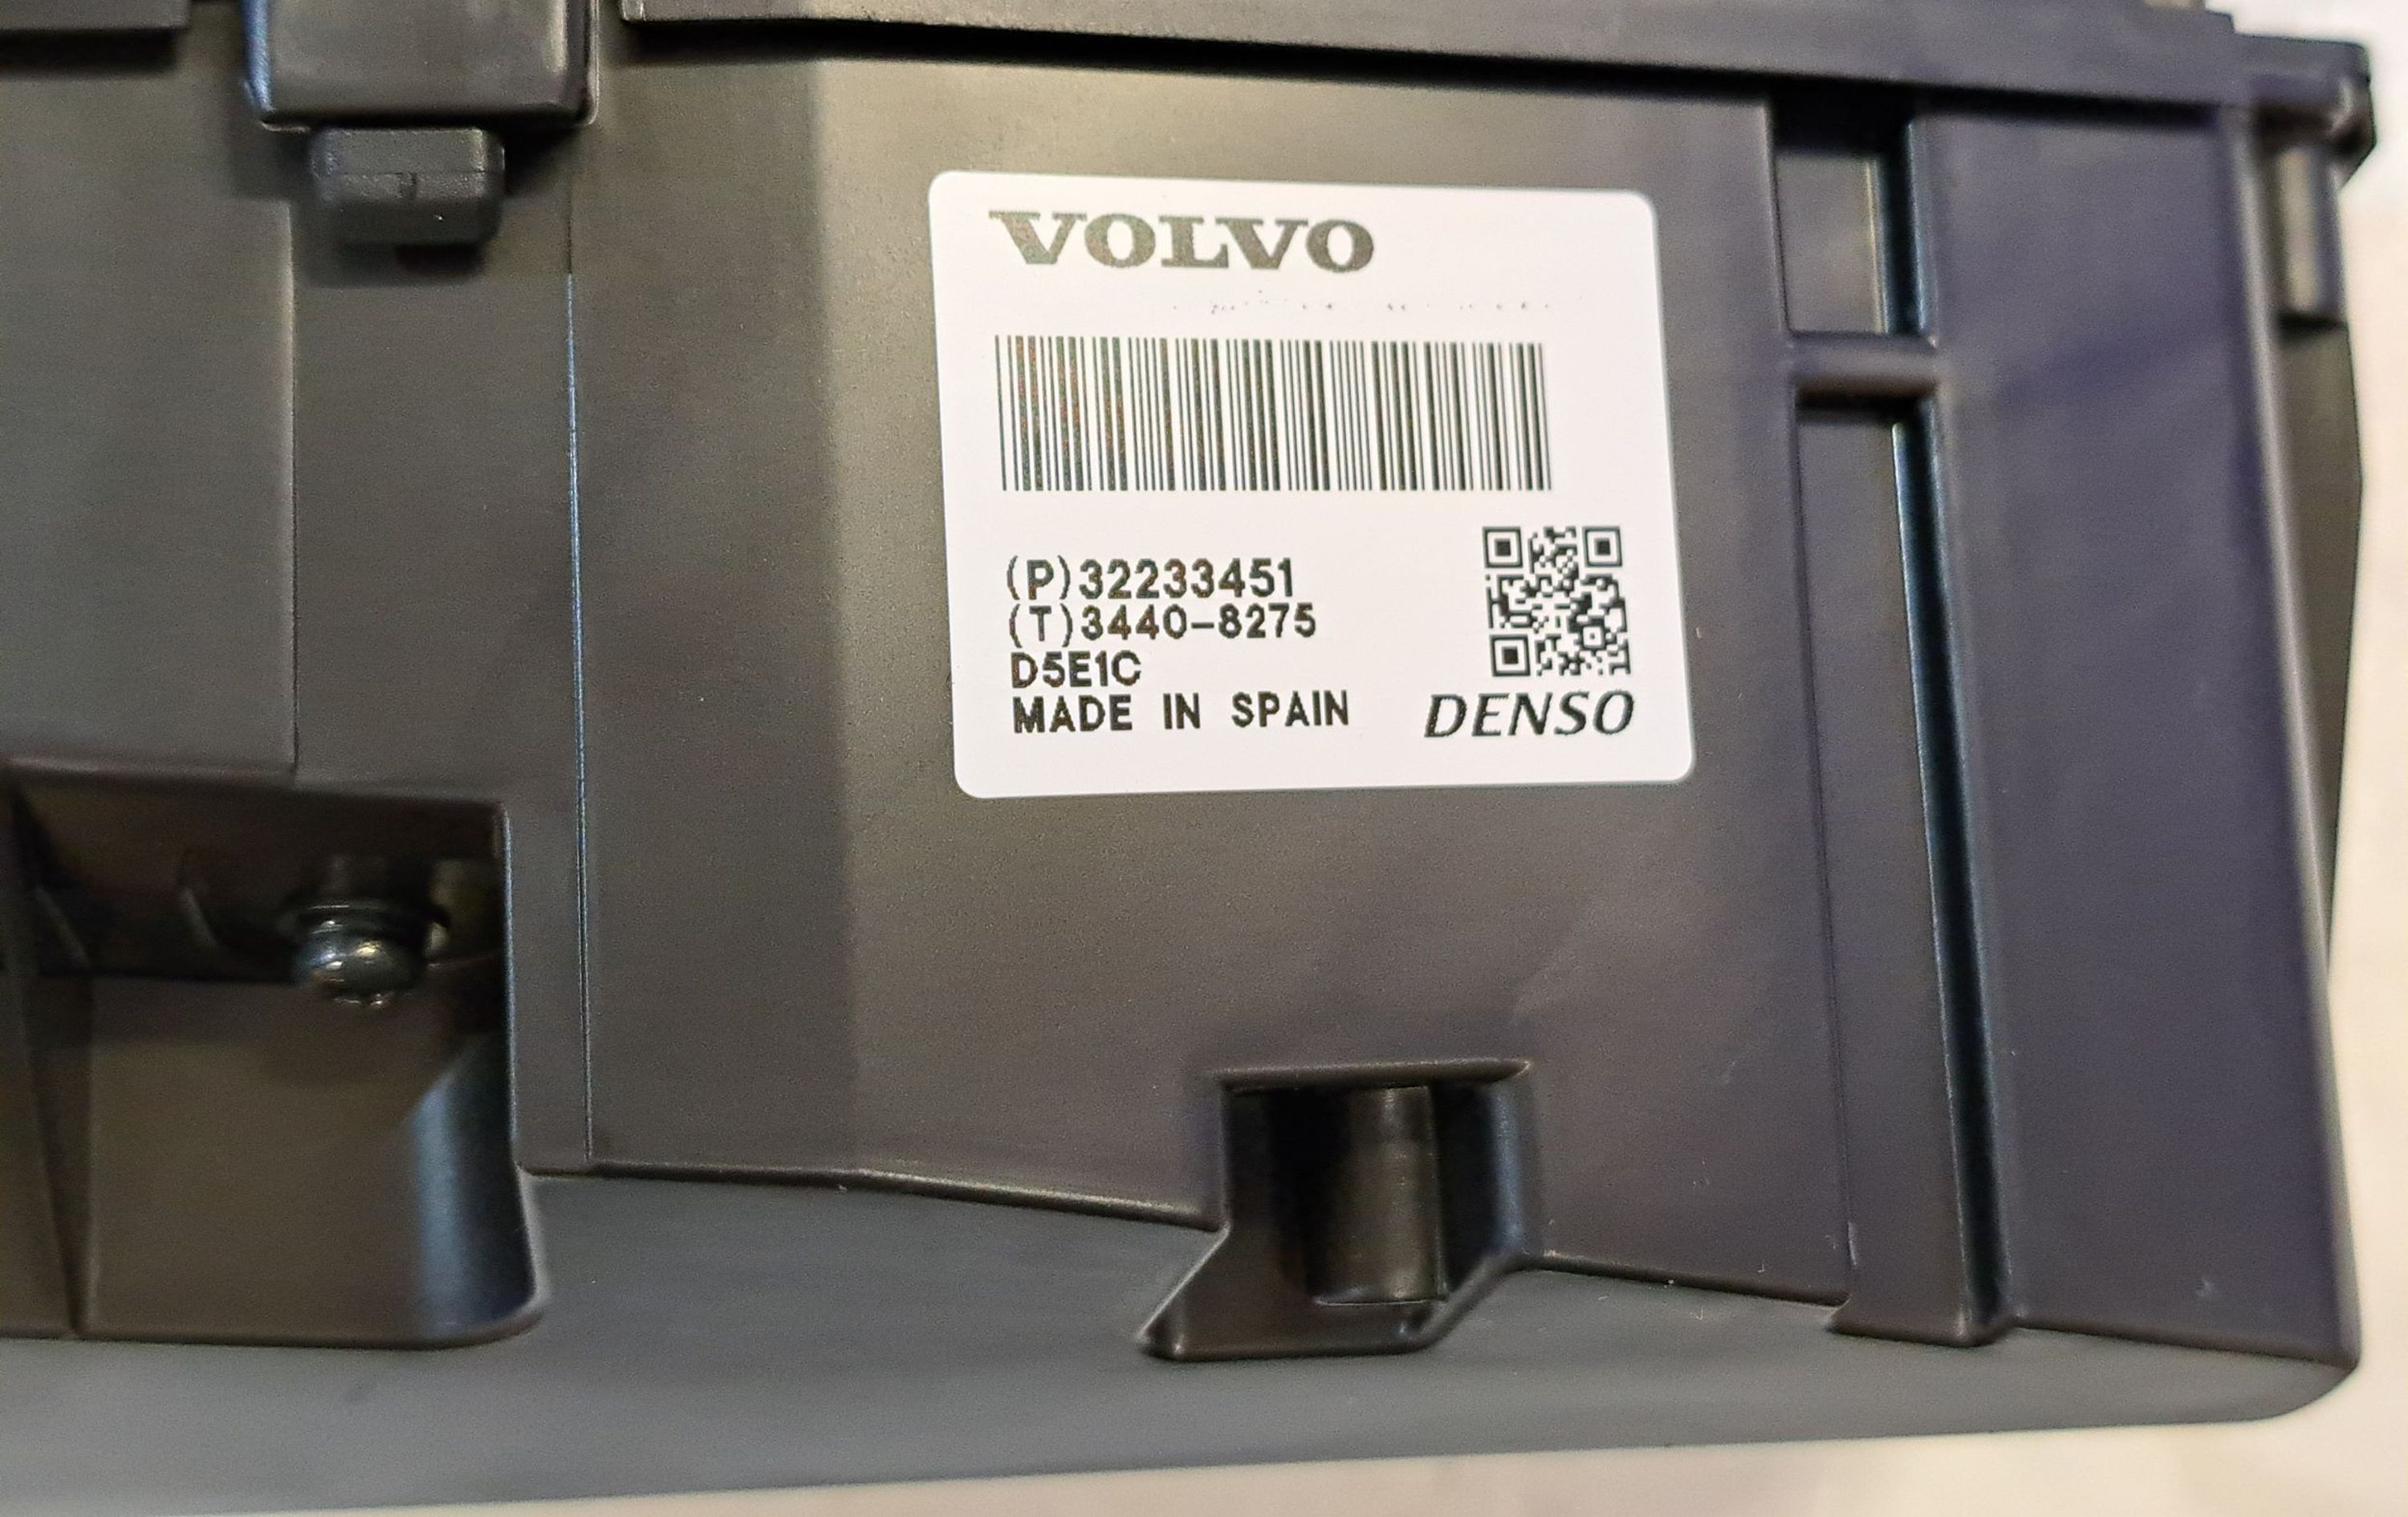 VOLVO
(P)32233451
(T)3440-8275
D5E1C
MADE IN SPAIN
DENSO